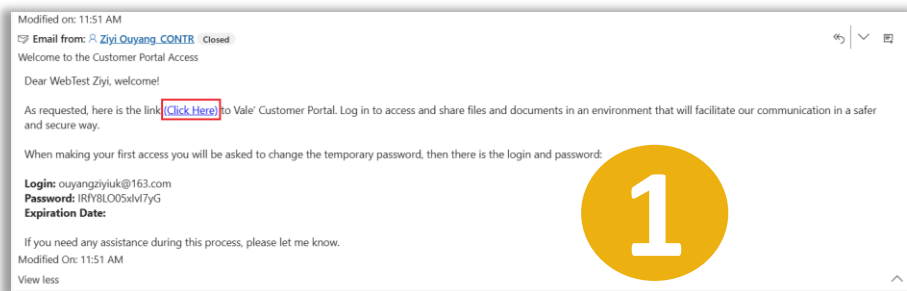 Modified on: 11:51 AM
Email from: Ziyi Ouyang_CONTR Closed
Welcome to the Customer Portal Access
Dear WebTest Ziyi, welcome!
As requested, here is the link (Click Here) to Vale' Customer Portal. Log in to access and share files and documents in an environment that will facilitate our communication in a safer
and secure way.
When making your first access you will be asked to change the temporary password, then there is the login and password:
Login: ouyangziyiuk@163.com
Password: IRfY8LO05xIvI7yG
Expiration Date:
If you need any assistance during this process, please let me know.
Modified On: 11:51 AM
View less
1